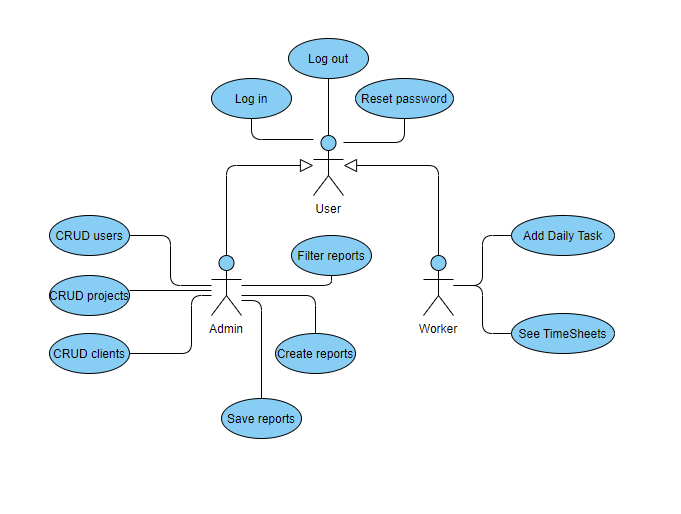 Log out
Log in
Reset password
User
CRUD users
Add Daily Task
Filter reports
CRUD projects
Admin
Worker
See TimeSheets
CRUD clients
Create reports
Save reports